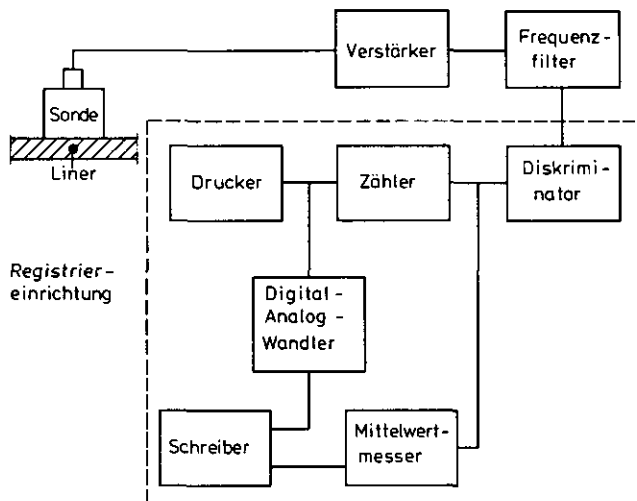 Verstärker
Frequenz-
filter
Sonde
Liner
Drucker
Zähler
Diskrimi-
nator
Registrier-
einrichtung
Digital-
Analog-
Wandler
Schreiber
Mittelwert-
messer